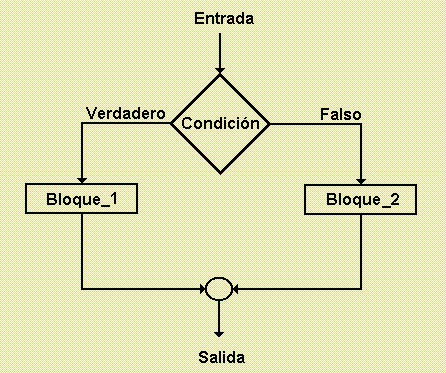 Entrada
Verdadero
Falso
Condición
Bloque_1
Bloque_2
Salida